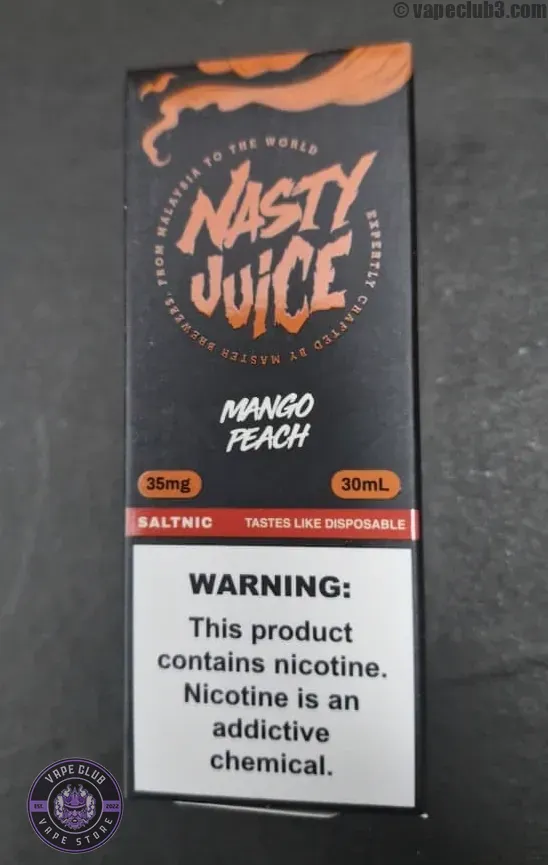 © vapeclub3.com
FROM MALAYSIA TO THE WORLD
EXPERTLY CRAFTED BY MASTER BREWERS,
NASTY
JUICE
MANGO
PEACH
35mg
30mL
SALTNIC
TASTES LIKE DISPOSABLE
WARNING:
This product
contains nicotine.
Nicotine is an
addictive
chemical.
VAPE CLUB
EST.
2022
VAPE STORE